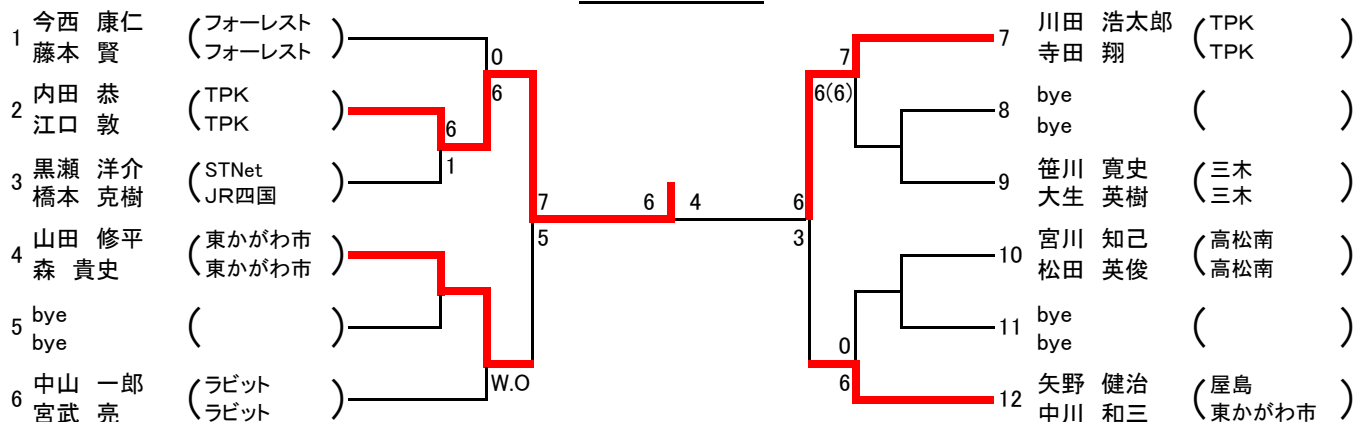 1 今西 康仁 (フォーレスト)
藤本 賢 (フォーレスト)
2 内田 恭 (TPK)
江口 敦 (TPK)
3 黒瀬 洋介 (STNet)
橋本 克樹 (JR四国)
4 山田 修平 (東かがわ市)
森 貴史 (東かがわ市)
5 bye ( )
bye
6 中山 一郎 (ラビット)
宮武 亮 (ラビット)
0
6
6
1
7
5
W.O
6 4
7
6(6)
6
3
0
6
7 川田 浩太郎 (TPK)
寺田 翔 (TPK)
8 bye ( )
bye
9 笹川 寛史 (三木)
大生 英樹 (三木)
10 宮川 知己 (高松南)
松田 英俊 (高松南)
11 bye ( )
bye
12 矢野 健治 (屋島)
中川 和三 (東かがわ市)